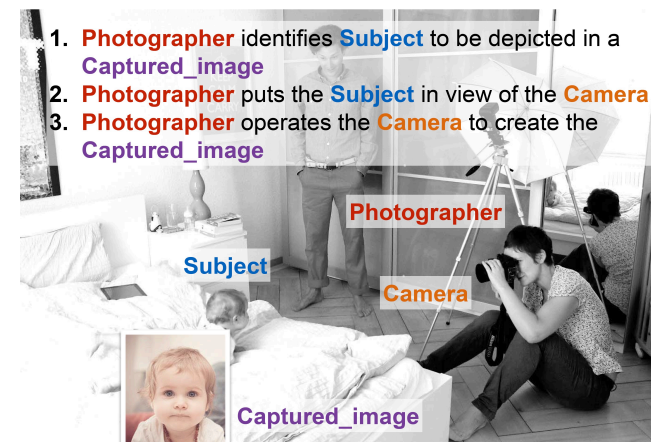 1. Photographer identifies Subject to be depicted in a
Captured_image
2. Photographer puts the Subject in view of the Camera
3. Photographer operates the Camera to create the
Captured_image
Photographer
Subject
Camera
Captured_image